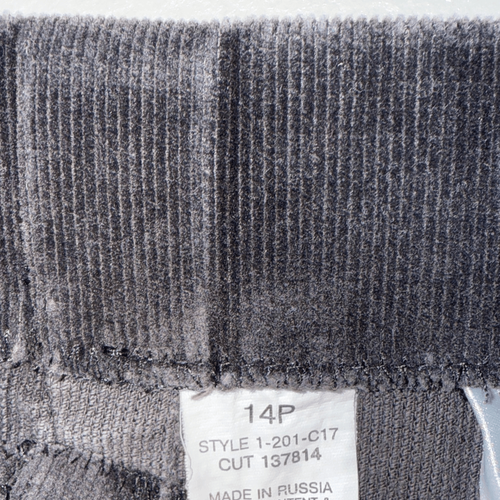 14P
STYLE 1-201-C17
CUT 137814
MADE IN RUSSIA